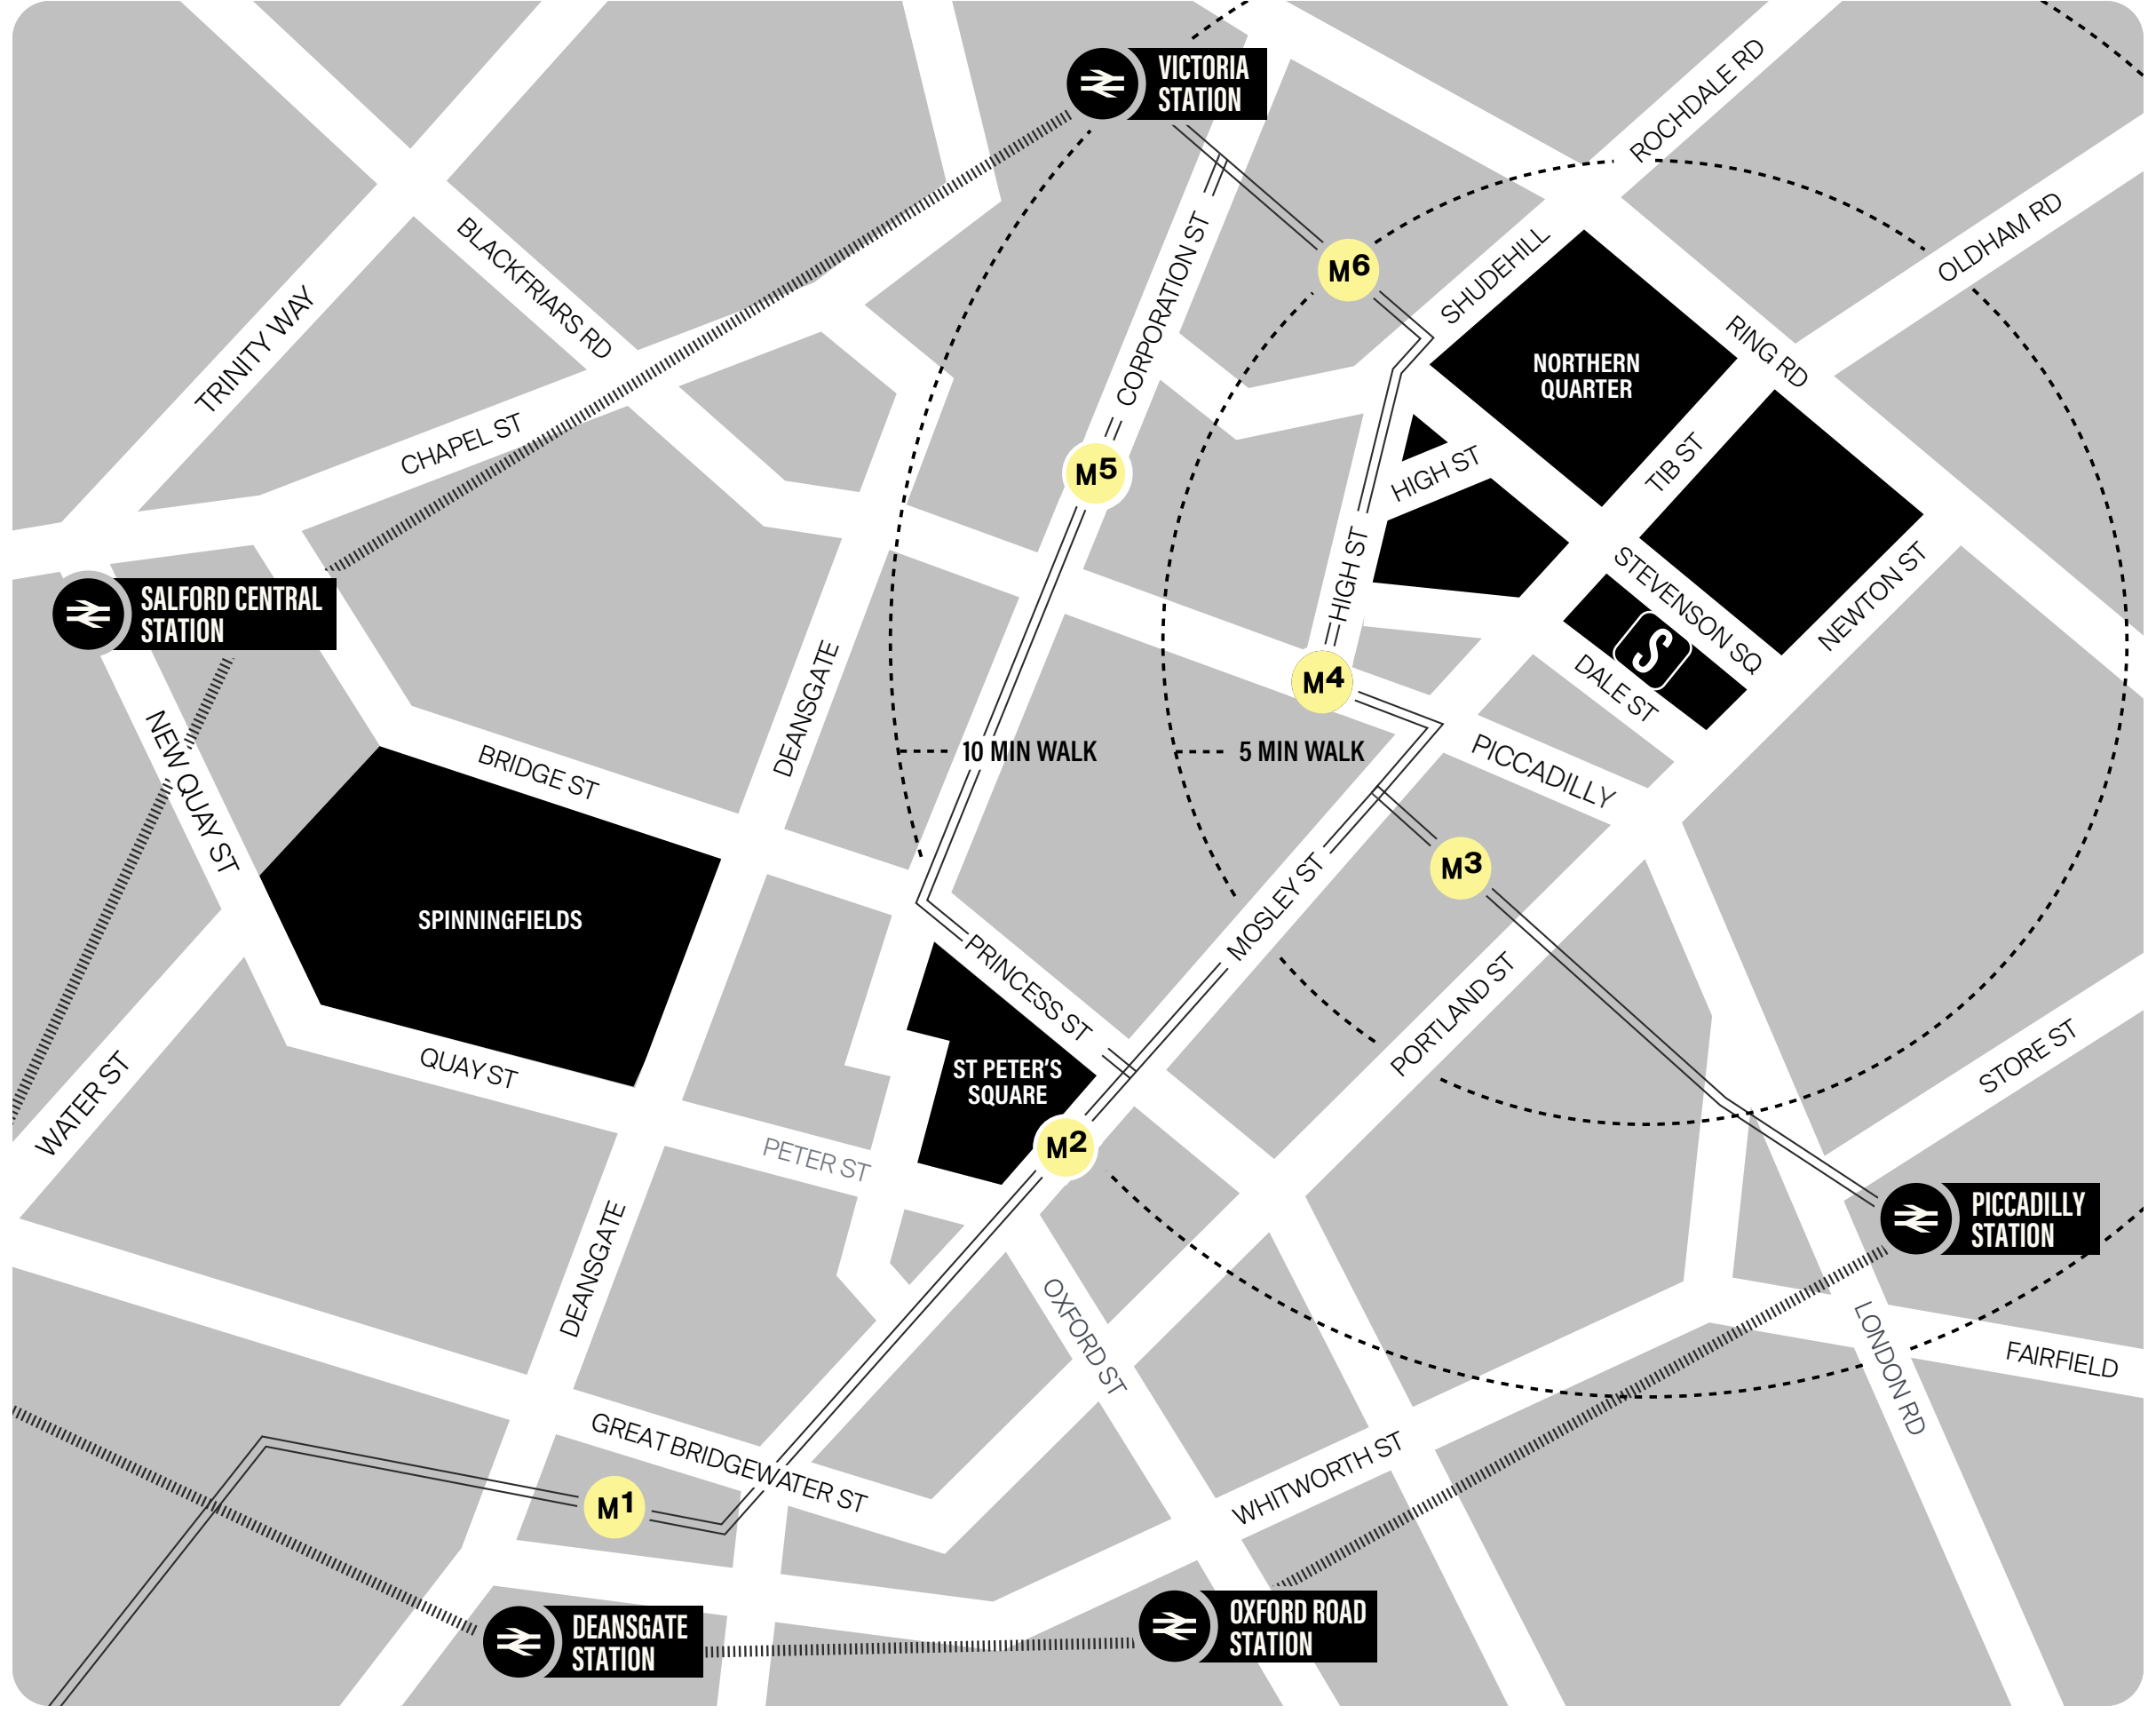 VICTORIA
STATION
ROCHDALE RD
OLDHAM RD
BLACKFRIARS RD
CORPORATION ST
M6
SHUDEHILL
TRINITY WAY
RING RD
NORTHERN
QUARTER
CHAPEL ST
M5
HIGH ST
TIB ST
HIGH ST
STEVENSON SQ
NEWTON ST
SALFORD CENTRAL
STATION
S
M4
DALE ST
DEANSGATE
NEW QUAY ST
BRIDGE ST
10 MIN WALK
5 MIN WALK
PICCADILLY
M3
SPINNINGFIELDS
MOSLEY ST
PRINCESS ST
PORTLAND ST
QUAY ST
ST PETER'S
SQUARE
STORE ST
WATER ST
PETER ST
M2
PICCADILLY
STATION
DEANSGATE
OXFORD ST
LONDON RD
FAIRFIELD
GREAT BRIDGEWATER ST
WHITWORTH ST
M1
OXFORD ROAD
STATION
DEANSGATE
STATION